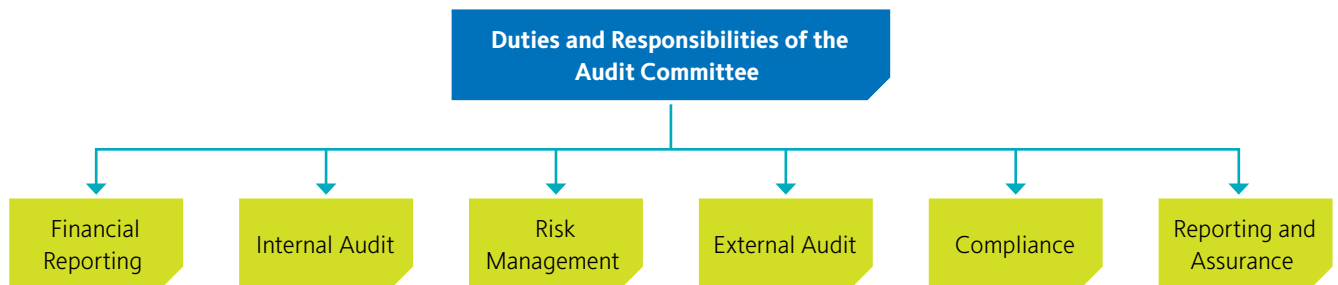 Duties and Responsibilities of the
Audit Committee
Financial
Reporting
Internal Audit
Risk
Management
External Audit
Compliance
Reporting and
Assurance